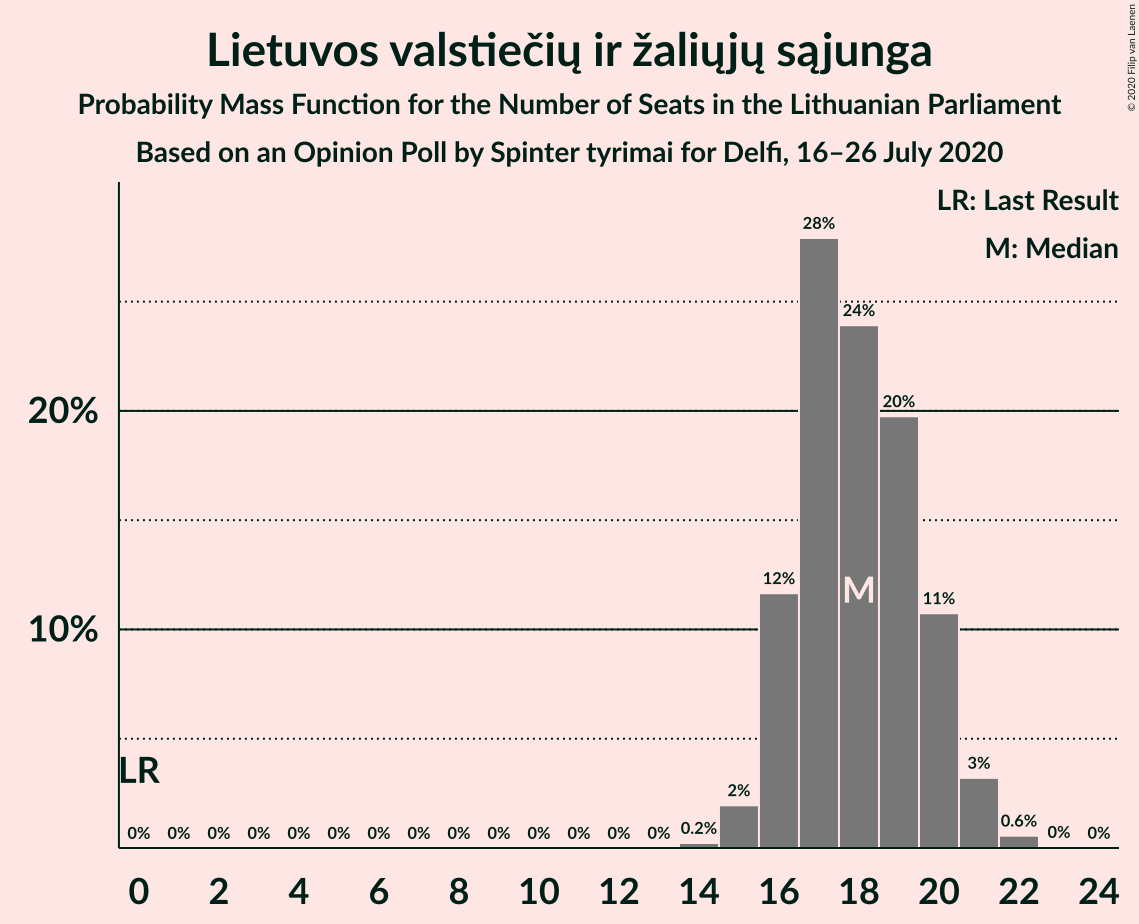 Lietuvos valstiečių ir žaliųjų sąjunga
Probability Mass Function for the Number of Seats in the Lithuanian Parliament
Based on an Opinion Poll by Spinter tyrimai for Delfi, 16–26 July 2020
© 2020 Filip van Laenen
LR: Last Result
M: Median
28%
24%
20%
20%
12%
11%
M
10%
LR
3%
2%
0% 0% 0% 0% 0% 0% 0% 0% 0% 0% 0% 0% 0% 0% 0.2% 0.6% 0% 0%
0 2 4 6 8 10 12 14 16 18 20 22 24